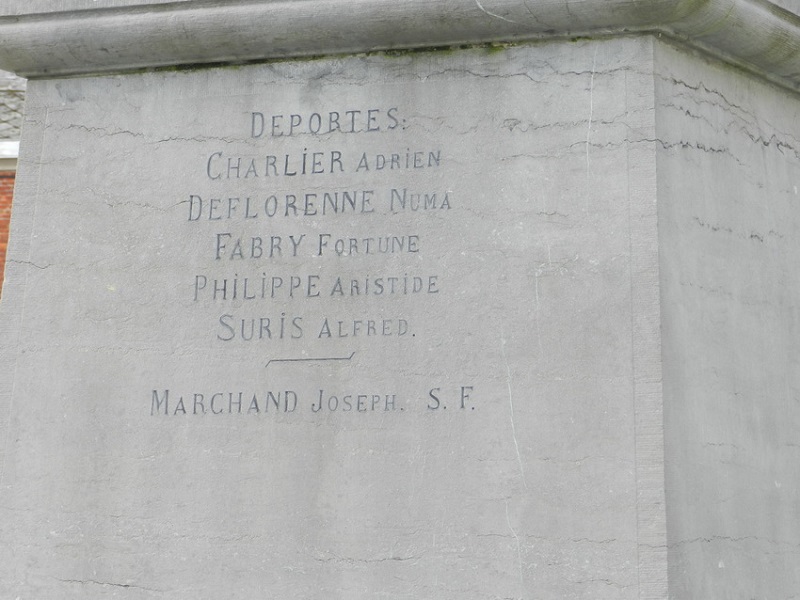 DEPORTES:
CHARLIER ADRIEN
DEFLORENNE NUMA
FABRY FORTUNE
PHILIPPE ARISTIDE
SURIS ALFRED.
MARCHAND JOSEPH. S. F.